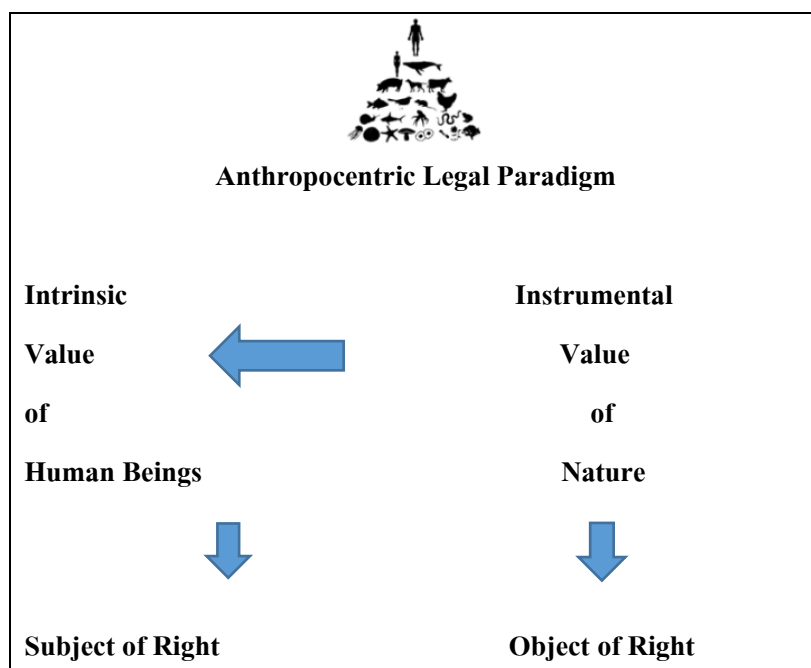 Anthropocentric Legal Paradigm
Intrinsic
Value
of
Human Beings
Instrumental
Value
of
Nature
Subject of Right
Object of Right